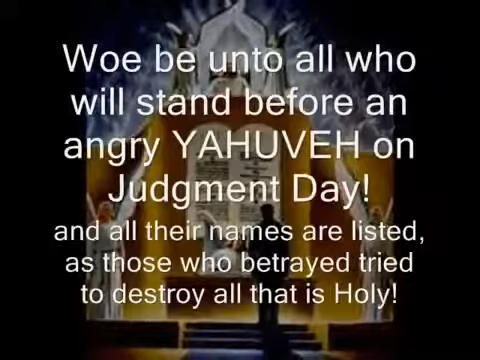 Woe be unto all who
will stand before an
angry YAHUVEH on
Judgment Day!
and all their names are listed,
as those who betrayed tried
to destroy all that is Holy!